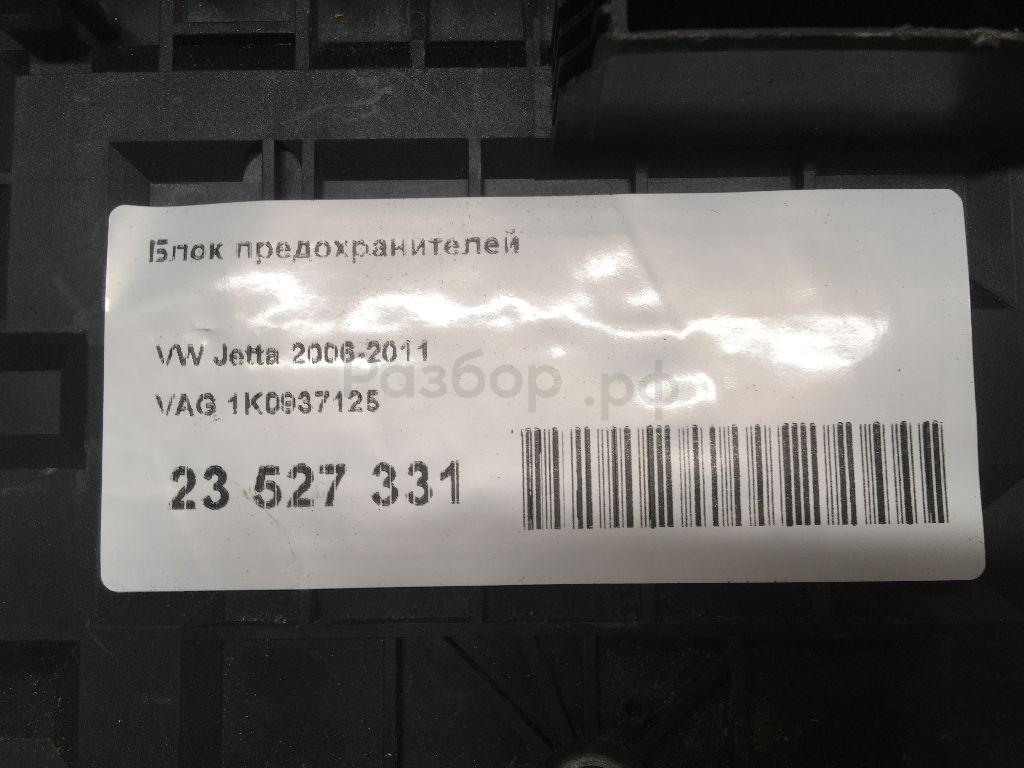 Блок предохранителей
VW Jetta 2006-2011
Разбор.рф
VAG 1K0937125
23 527 331